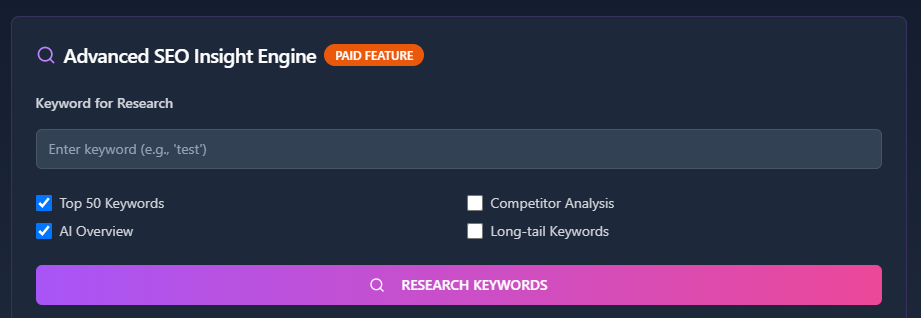 Advanced SEO Insight Engine PAID FEATURE
Keyword for Research
Enter keyword (e.g., 'test')
Top 50 Keywords
Competitor Analysis
AI Overview
Long-tail Keywords
RESEARCH KEYWORDS